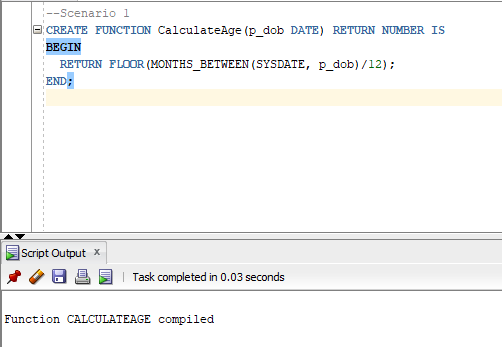 --Scenario 1
CREATE FUNCTION CalculateAge(p_dob DATE) RETURN NUMBER IS
BEGIN
  RETURN FLOOR(MONTHS_BETWEEN(SYSDATE, p_dob)/12);
END;
Script Output x
Task completed in 0.03 seconds
Function CALCULATEAGE compiled